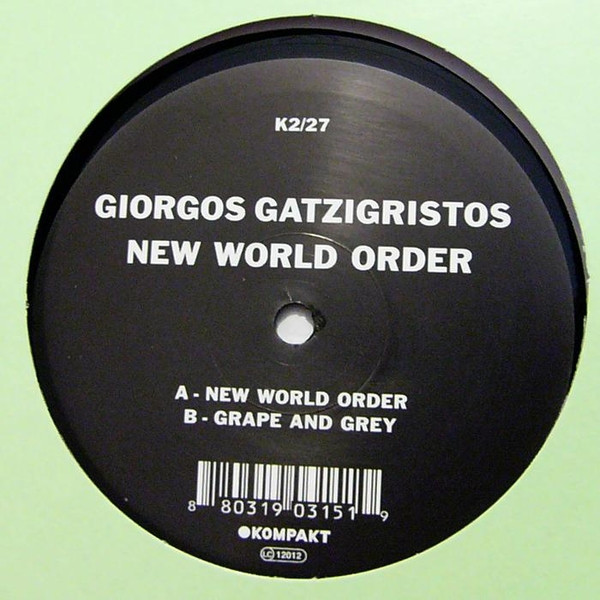 K2/27
GIORGOS GATZIGRISTOS
NEW WORLD ORDER
A - NEW WORLD ORDER
B - GRAPE AND GREY
8 80319 03151 9
KOMPAKT
LC 12012